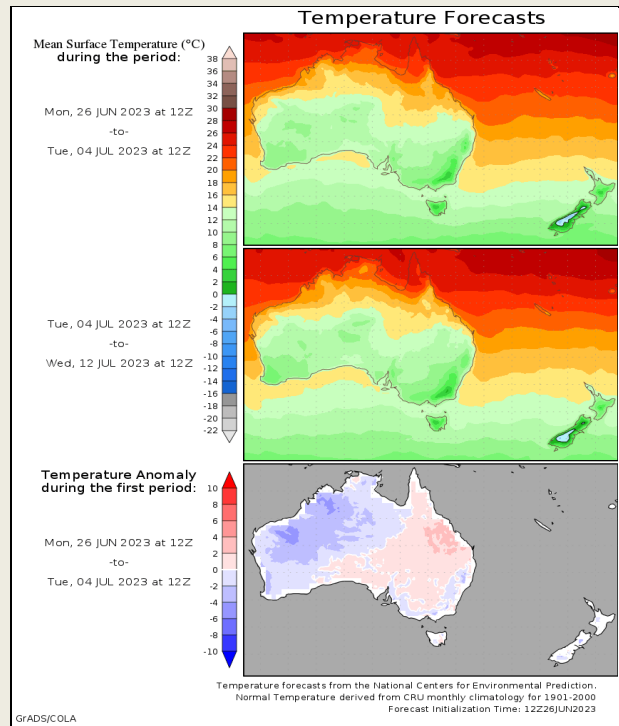 Temperature Forecasts
Mean Surface Temperature (°C)
during the period:
Mon, 26 JUN 2023 at 12Z
-to-
Tue, 04 JUL 2023 at 12Z
38
36
34
32
30
28
26
24
22
20
18
16
14
12
10
8
6
4
2
0
-2
-4
-6
-8
-10
-12
-14
-16
-18
-20
-22
Tue, 04 JUL 2023 at 12Z
-to-
Wed, 12 JUL 2023 at 12Z
Temperature Anomaly
during the first period:
Mon, 26 JUN 2023 at 12Z
-to-
Tue, 04 JUL 2023 at 12Z
10
8
6
4
2
0
-2
-4
-6
-8
-10
Temperature forecasts from the National Centers for Environmental Prediction.
Normal Temperature derived from CRU monthly climatology for 1901-2000
Forecast Initialization Time: 12Z26JUN2023
GrADS/COLA